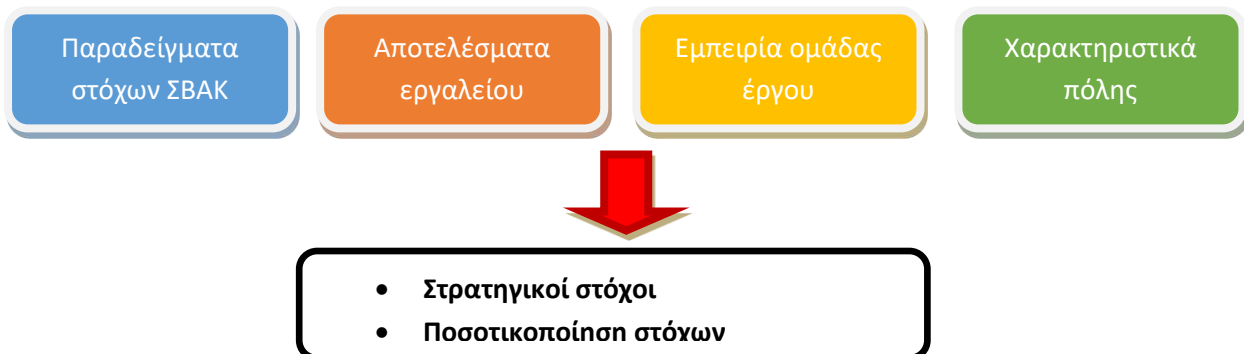 Παραδείγματα
στόχων ΣΒΑΚ
Αποτελέσματα
εργαλείου
Εμπειρία ομάδας
έργου
Χαρακτηριστικά
πόλης
• Στρατηγικοί στόχοι
• Ποσοτικοποίηση στόχων